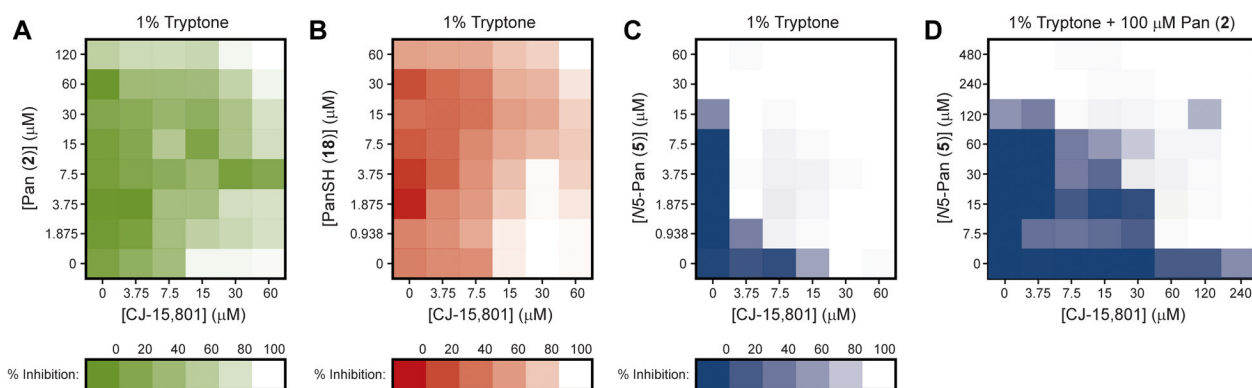 A
1% Tryptone
[Pan (2)] (µM)
120
60
30
15
7.5
3.75
1.875
0
0 3.75 7.5 15 30 60
[CJ-15,801] (µM)
% Inhibition:
0 20 40 60 80 100
B
1% Tryptone
[PanSH (18)] (µM)
60
30
15
7.5
3.75
1.875
0.938
0
0 3.75 7.5 15 30 60
[CJ-15,801] (µM)
% Inhibition:
0 20 40 60 80 100
C
1% Tryptone
[N5-Pan (5)] (µM)
60
30
15
7.5
3.75
1.875
0.938
0
0 3.75 7.5 15 30 60
[CJ-15,801] (µM)
% Inhibition:
0 20 40 60 80 100
D
1% Tryptone + 100 µM Pan (2)
[N5-Pan (5)] (µM)
480
240
120
60
30
15
7.5
0
0 3.75 7.5 15 30 60 120 240
[CJ-15,801] (µM)